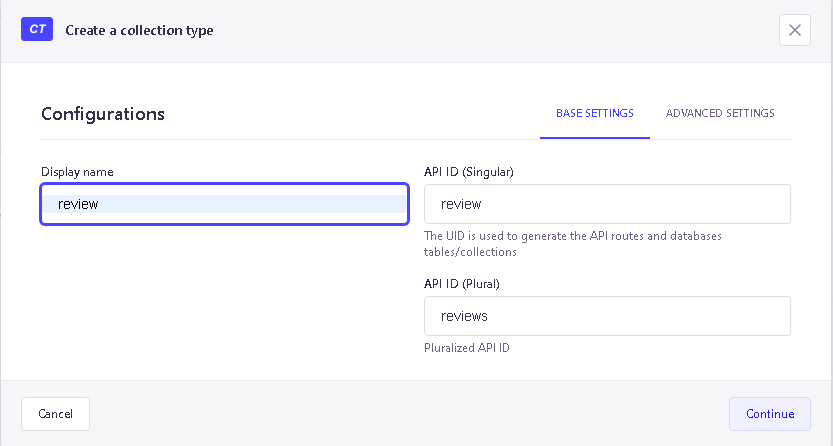 CT Create a collection type
Configurations
BASE SETTINGS ADVANCED SETTINGS
Display name
review
API ID (Singular)
review
The UID is used to generate the API routes and databases
tables/collections
API ID (Plural)
reviews
Pluralized API ID
Cancel
Continue